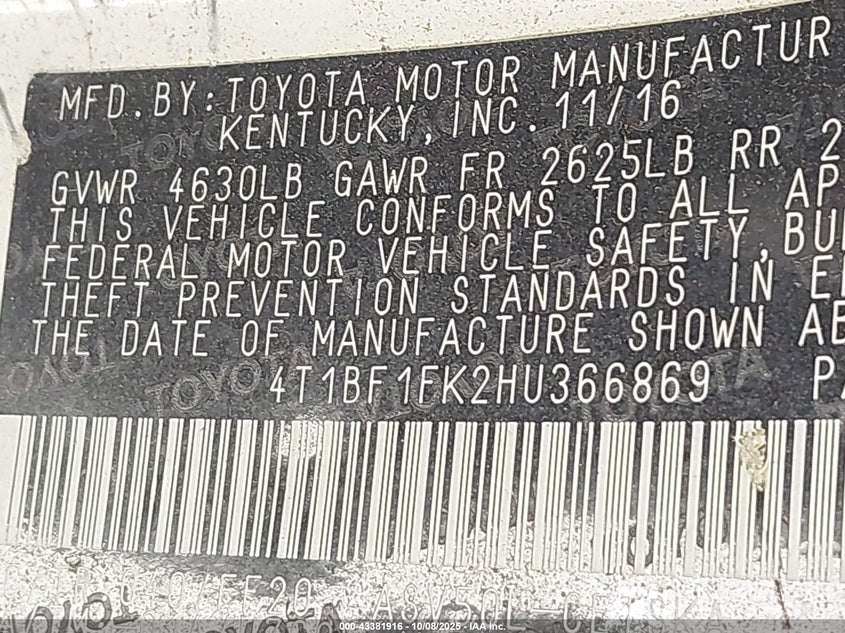 MFD.BY:TOYOTA MOTOR MANUFACTUR
KENTUCKY, INC. 11/16
GVWR 4630LB GAWR FR 2625LB RR 2
THIS VEHICLE CONFORMS TO ALL AP
FEDERAL MOTOR VEHICLE SAFETY, BU
THEFT PREVENTION STANDARDS IN E
THE DATE OF MANUFACTURE SHOWN AB
4T1BF1FK2HU366869 PA
000-43381916 - 10/08/2025 - IAA Inc.